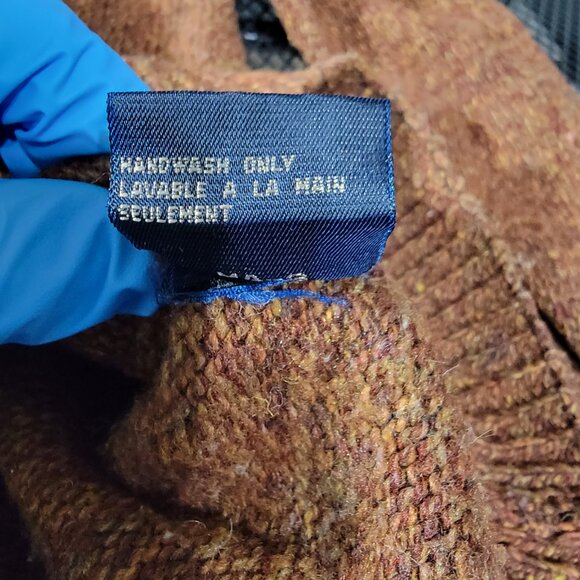 HANDWASH ONLY
LAVABLE A LA MAIN
SEULEMENT